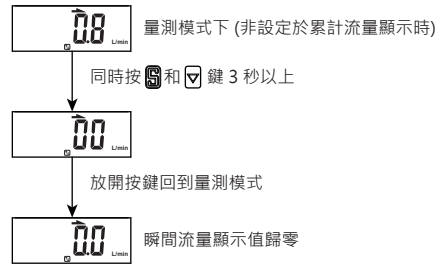 0.8 L/min
量測模式下 (非設定於累計流量顯示時)
同時按 S 和 ▽ 鍵 3 秒以上
00 L/min
放開按鍵回到量測模式
0.0 L/min
瞬間流量顯示值歸零